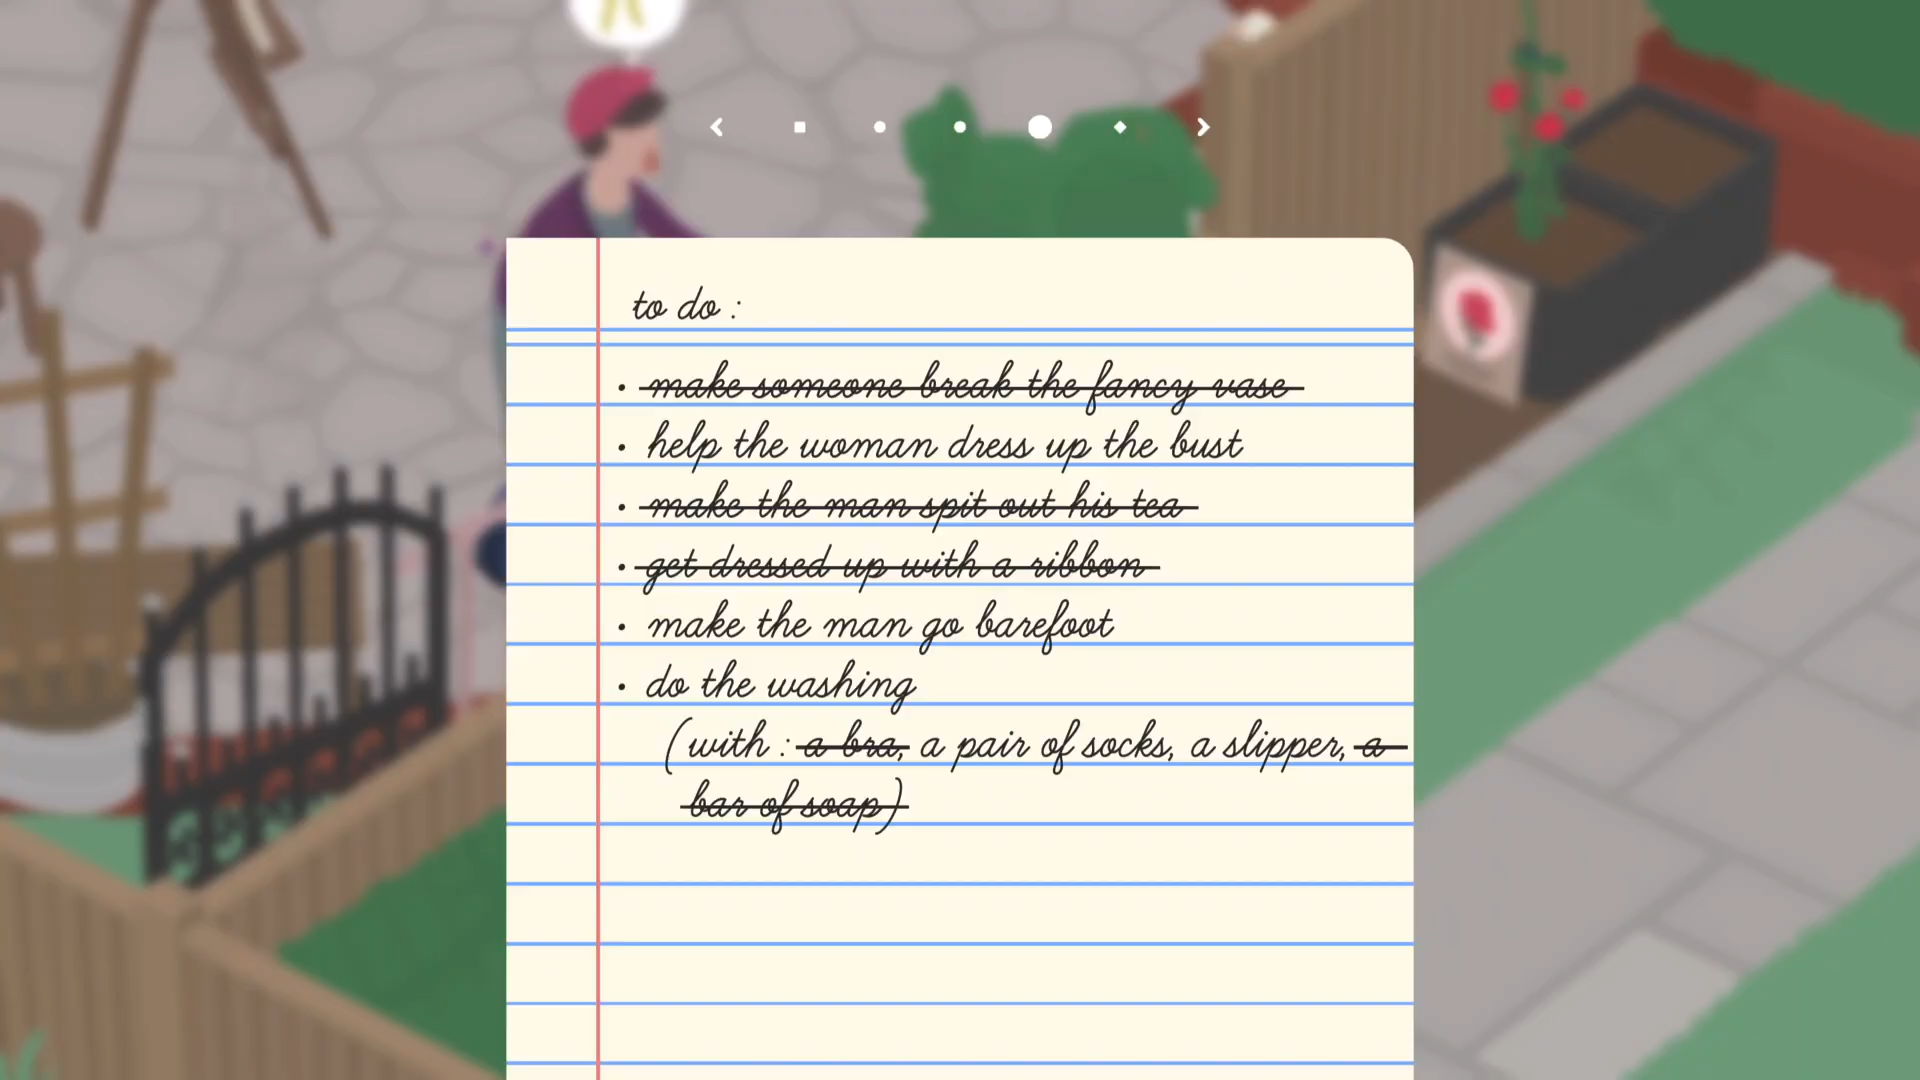 to do :
• make someone break the fancy vase
• help the woman dress up the bust
• make the man spit out his tea
• get dressed up with a ribbon
• make the man go barefoot
• do the washing
(with : a bra, a pair of socks, a slipper, a
bar of soap)